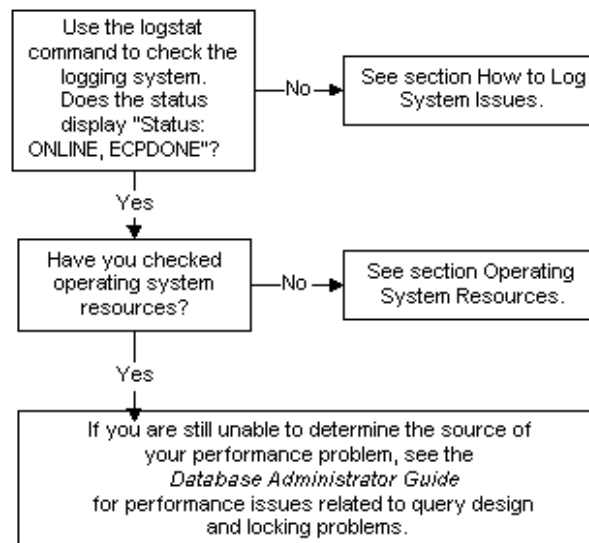 Use the logstat
command to check the
logging system.
Does the status
display "Status:
ONLINE, ECPDONE"?
No
See section How to Log
System Issues.
Yes
Have you checked
operating system
resources?
No
See section Operating
System Resources.
Yes
If you are still unable to determine the source of
your performance problem, see the
Database Administrator Guide
for performance issues related to query design
and locking problems.